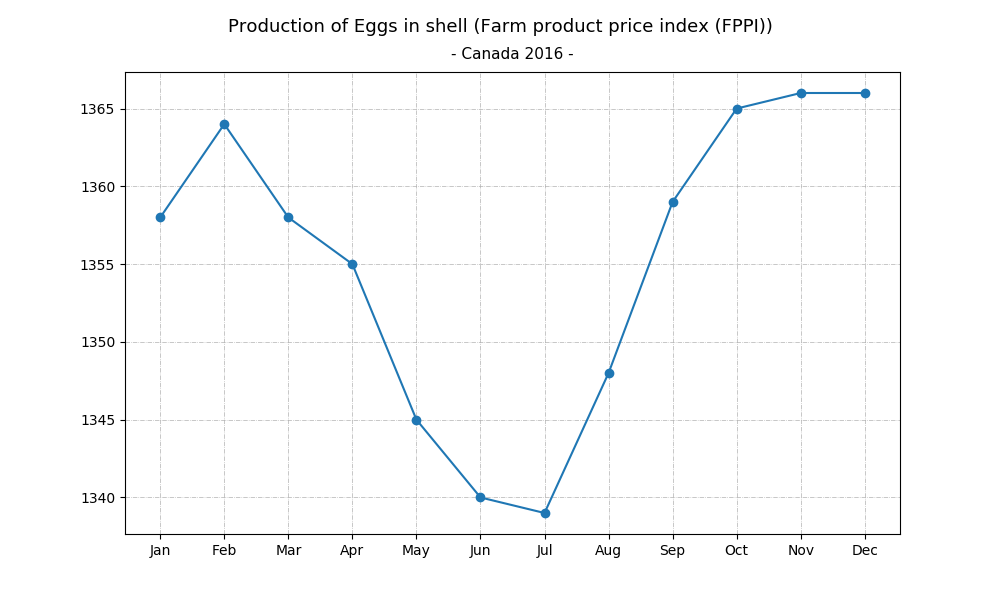 Production of Eggs in shell (Farm product price index (FPPI))
- Canada 2016 -
1365
1360
1355
1350
1345
1340
Jan Feb Mar Apr May Jun Jul Aug Sep Oct Nov Dec